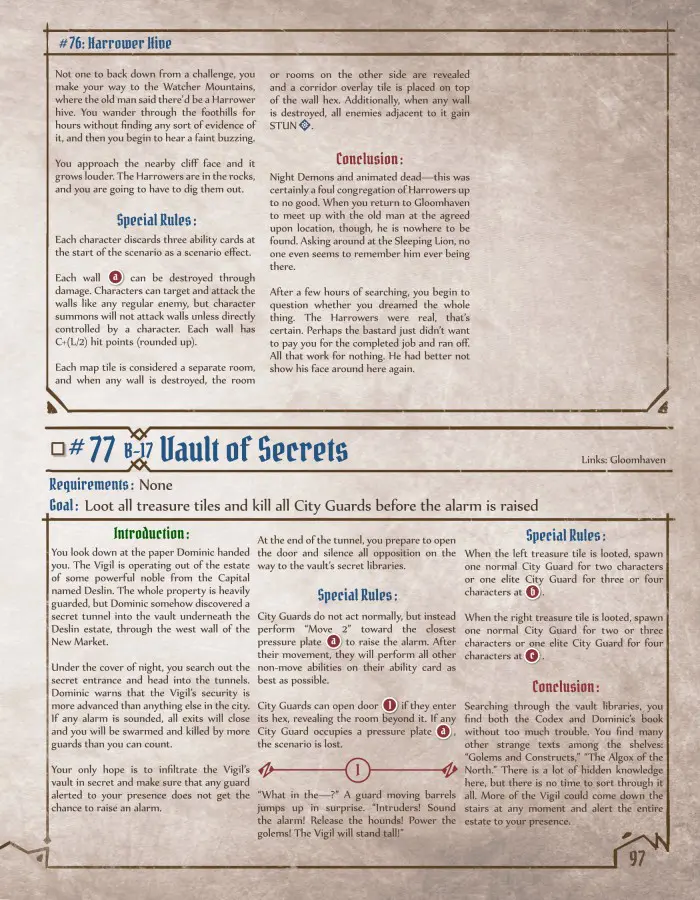 #76: Harrower Hive
Not one to back down from a challenge, you
make your way to the Watcher Mountains,
where the old man said there'd be a Harrower
hive. You wander through the foothills for
hours without finding any sort of evidence of
it, and then you begin to hear a faint buzzing.
You approach the nearby cliff face and it
grows louder. The Harrowers are in the rocks,
and you are going to have to dig them out.
Special Rules:
Each character discards three ability cards at
the start of the scenario as a scenario effect.
Each wall a can be destroyed through
damage. Characters can target and attack the
walls like any regular enemy, but character
summons will not attack walls unless directly
controlled by a character. Each wall has
C+(L/2) hit points (rounded up).
Each map tile is considered a separate room,
and when any wall is destroyed, the room
or rooms on the other side are revealed
and a corridor overlay tile is placed on top
of the wall hex. Additionally, when any wall
is destroyed, all enemies adjacent to it gain
STUN.
Conclusion:
Night Demons and animated dead—this was
certainly a foul congregation of Harrowers up
to no good. When you return to Gloomhaven
to meet up with the old man at the agreed
upon location, though, he is nowhere to be
found. Asking around at the Sleeping Lion, no
one even seems to remember him ever being
there.
After a few hours of searching, you begin to
question whether you dreamed the whole
thing. The Harrowers were real, that's
certain. Perhaps the bastard just didn't want
to pay you for the completed job and ran off.
All that work for nothing. He had better not
show his face around here again.
#77 B-17 Vault of Secrets
Links: Gloomhaven
Requirements: None
Goal: Loot all treasure tiles and kill all City Guards before the alarm is raised
Introduction:
You look down at the paper Dominic handed
you. The Vigil is operating out of the estate
of some powerful noble from the Capital
named Deslin. The whole property is heavily
guarded, but Dominic somehow discovered a
secret tunnel into the vault underneath the
Deslin estate, through the west wall of the
New Market.
Under the cover of night, you search out the
secret entrance and head into the tunnels.
Dominic warns that the Vigil's security is
more advanced than anything else in the city.
If any alarm is sounded, all exits will close
and you will be swarmed and killed by more
guards than you can count.
Your only hope is to infiltrate the Vigil's
vault in secret and make sure that any guard
alerted to your presence does not get the
chance to raise an alarm.
At the end of the tunnel, you prepare to open
the door and silence all opposition on the
way to the vault's secret libraries.
Special Rules:
City Guards do not act normally, but instead
perform "Move 2" toward the closest
pressure plate a to raise the alarm. After
their movement, they will perform all other
non-move abilities on their ability card as
best as possible.
City Guards can open door 1 if they enter
its hex, revealing the room beyond it. If any
City Guard occupies a pressure plate a,
the scenario is lost.
1
"What in the—?" A guard moving barrels
jumps up in surprise. "Intruders! Sound
the alarm! Release the hounds! Power the
golems! The Vigil will stand tall!"
Special Rules:
When the left treasure tile is looted, spawn
one normal City Guard for two characters
or one elite City Guard for three or four
characters at b.
When the right treasure tile is looted, spawn
one normal City Guard for two or three
characters or one elite City Guard for four
characters at c.
Conclusion:
Searching through the vault libraries, you
find both the Codex and Dominic's book
without too much trouble. You find many
other strange texts among the shelves:
"Golems and Constructs," "The Algox of the
North." There is a lot of hidden knowledge
here, but there is no time to sort through it
all. More of the Vigil could come down the
stairs at any moment and alert the entire
estate to your presence.
97